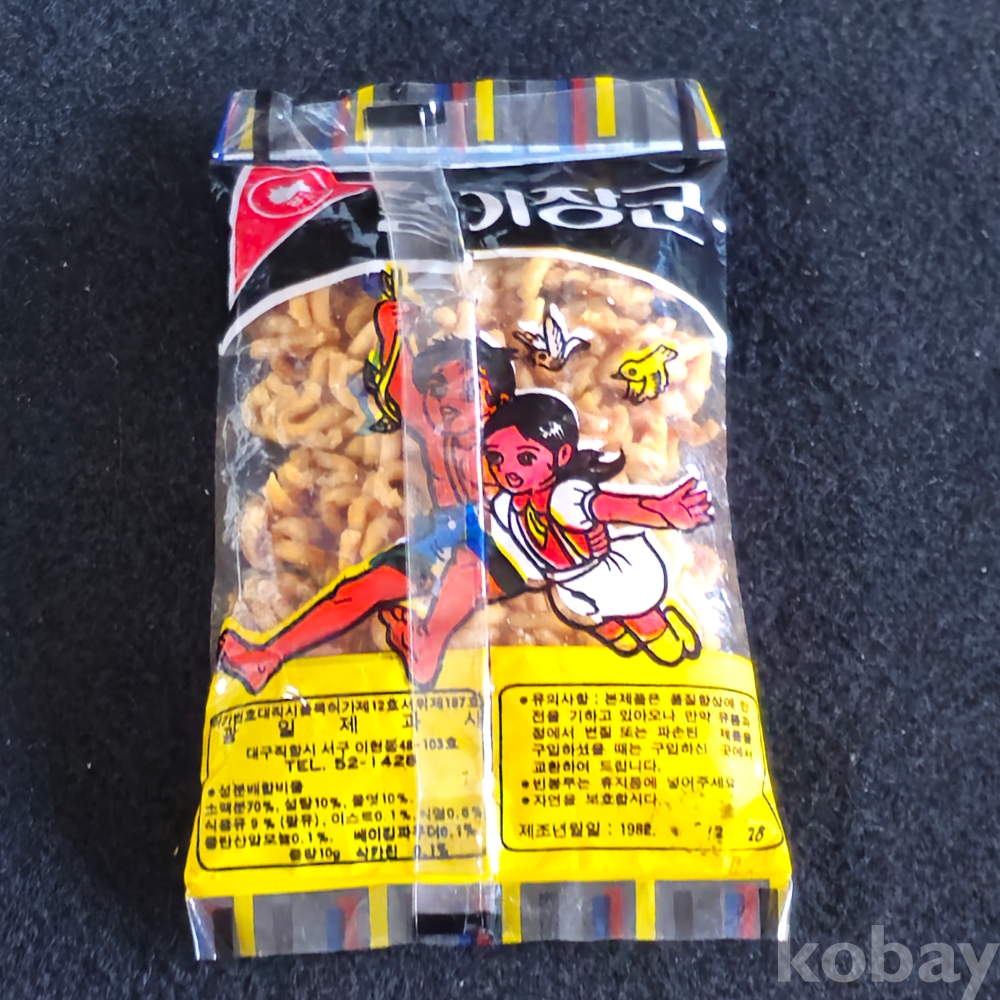 이장군
허가번호대직시품목허가제12호서위제187호
광일제과사
대구직할시 서구 이현동48-103호
TEL. 52-1428
●성분배합비율
소맥분70%, 설탕10%, 물엿10%,
식용유9%(팜유), 이스트0.1%, 식염0.6%
중탄산암모늄0.1%, 베이킹파우더0.1%
중량10g 삭카린 0.1%
●유의사항 : 본제품은 품질향상에 만
전을 기하고 있아오나 만약 유통과
정에서 변질 또는 파손된 제품을
구입하셨을 때는 구입하신 곳에서
교환하여 드립니다.
●빈봉투는 휴지통에 넣어주세요
●자연을 보호합시다.
제조년월일 : 1982. 12 28
kobay